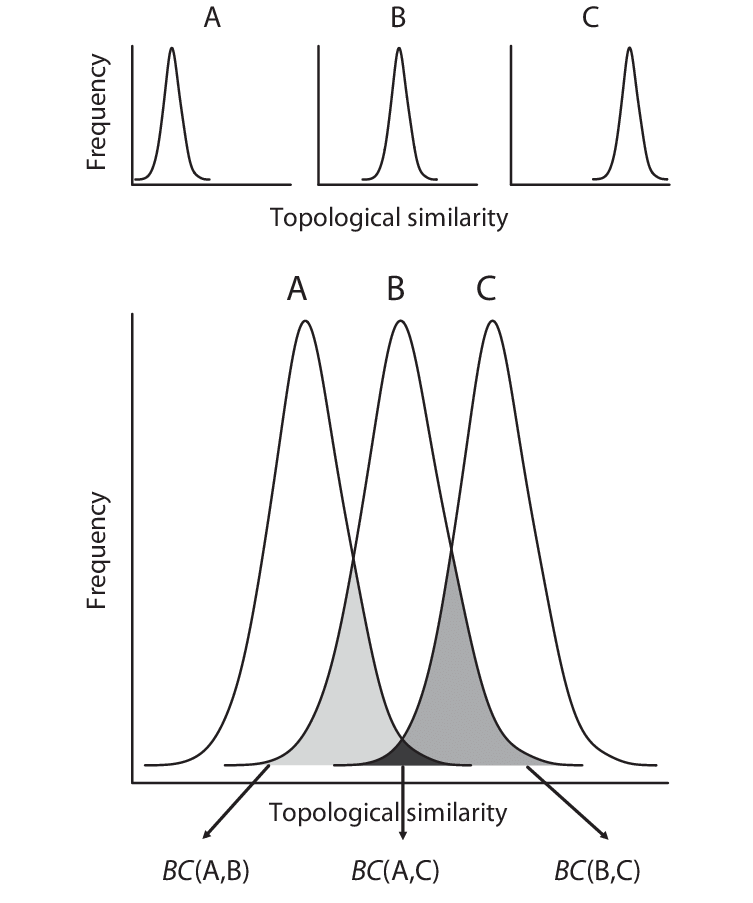 A B C
Frequency
Topological similarity
A B C
Frequency
Topological similarity
BC(A,B) BC(A,C) BC(B,C)